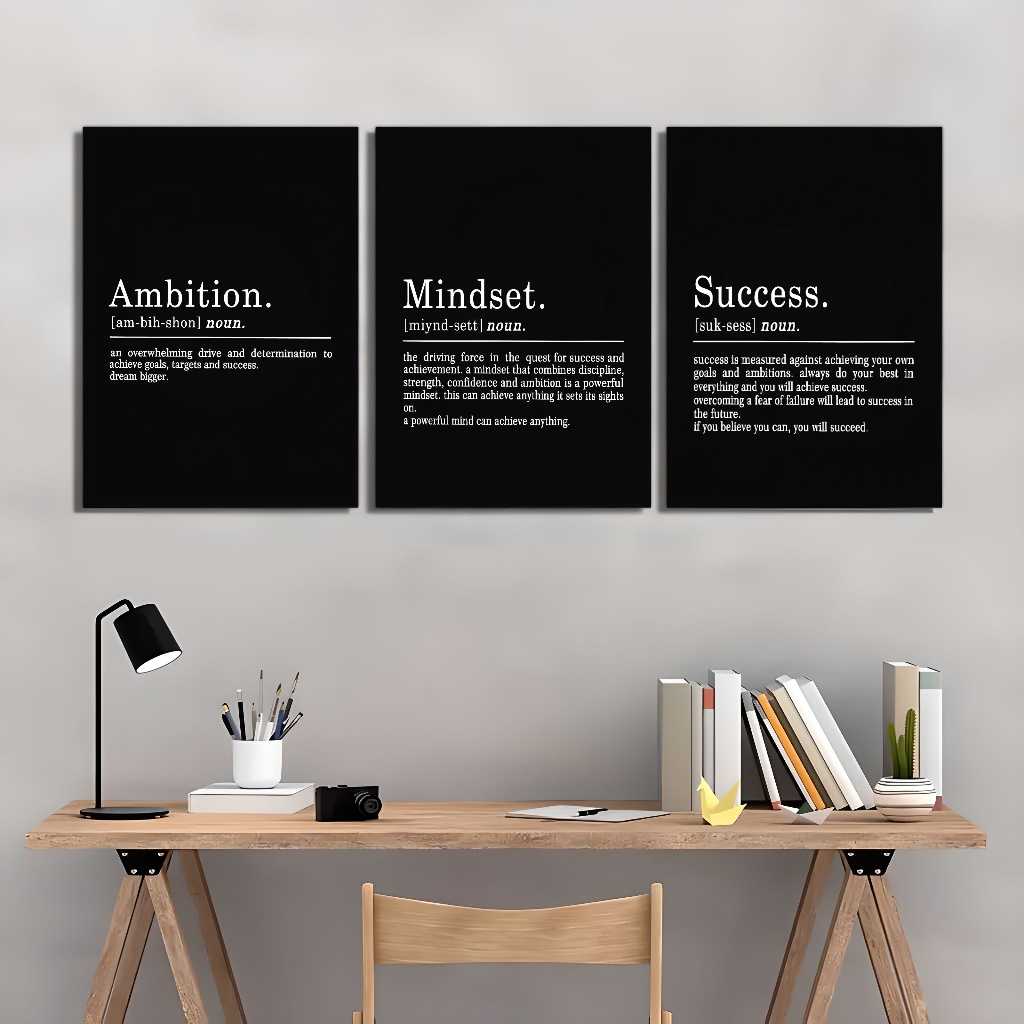 Ambition.
[am-bih-shon] noun.
an overwhelming drive and determination to
achieve goals, targets and success.
dream bigger.
Mindset.
[miynd-sett] noun.
the driving force in the quest for success and
achievement. a mindset that combines discipline,
strength, confidence and ambition is a powerful
mindset. this can achieve anything it sets its sights
on.
a powerful mind can achieve anything.
Success.
[suk-sess] noun.
success is measured against achieving your own
goals and ambitions. always do your best in
everything and you will achieve success.
overcoming a fear of failure will lead to success in
the future.
if you believe you can, you will succeed.